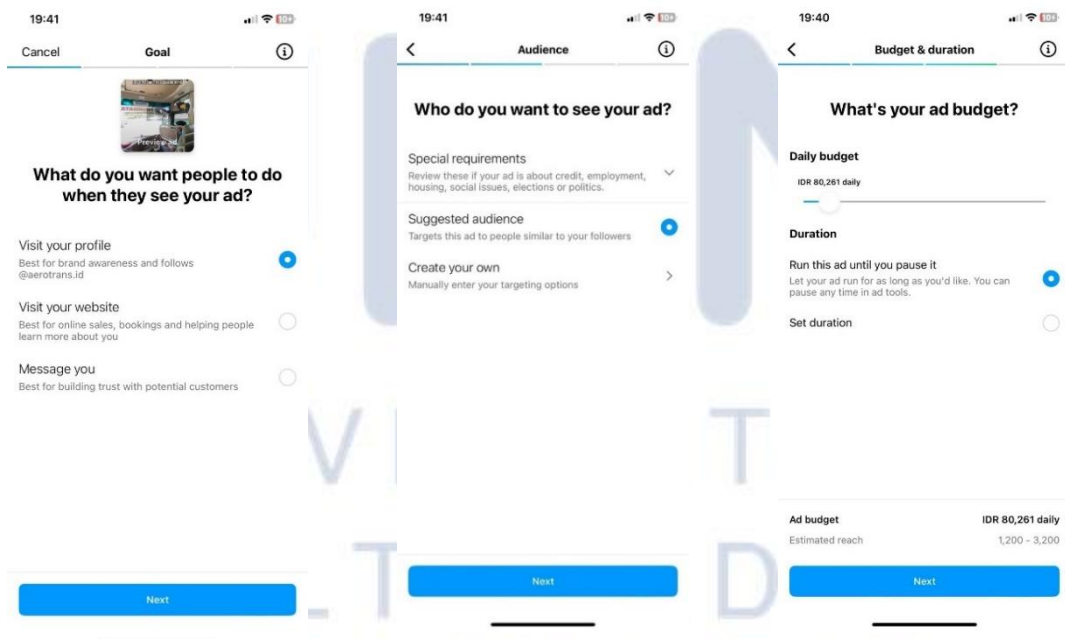 19:41
Cancel
Goal
Preview ad
What do you want people to do
when they see your ad?
Visit your profile
Best for brand awareness and follows
@aerotrans.id
Visit your website
Best for online sales, bookings and helping people
learn more about you
Message you
Best for building trust with potential customers
Next
19:41
Audience
Who do you want to see your ad?
Special requirements
Review these if your ad is about credit, employment,
housing, social issues, elections or politics.
Suggested audience
Targets this ad to people similar to your followers
Create your own
Manually enter your targeting options
Next
19:40
Budget & duration
What's your ad budget?
Daily budget
IDR 80,261 daily
Duration
Run this ad until you pause it
Let your ad run for as long as you'd like. You can
pause any time in ad tools.
Set duration
Ad budget
IDR 80,261 daily
Estimated reach
1,200 - 3,200
Next